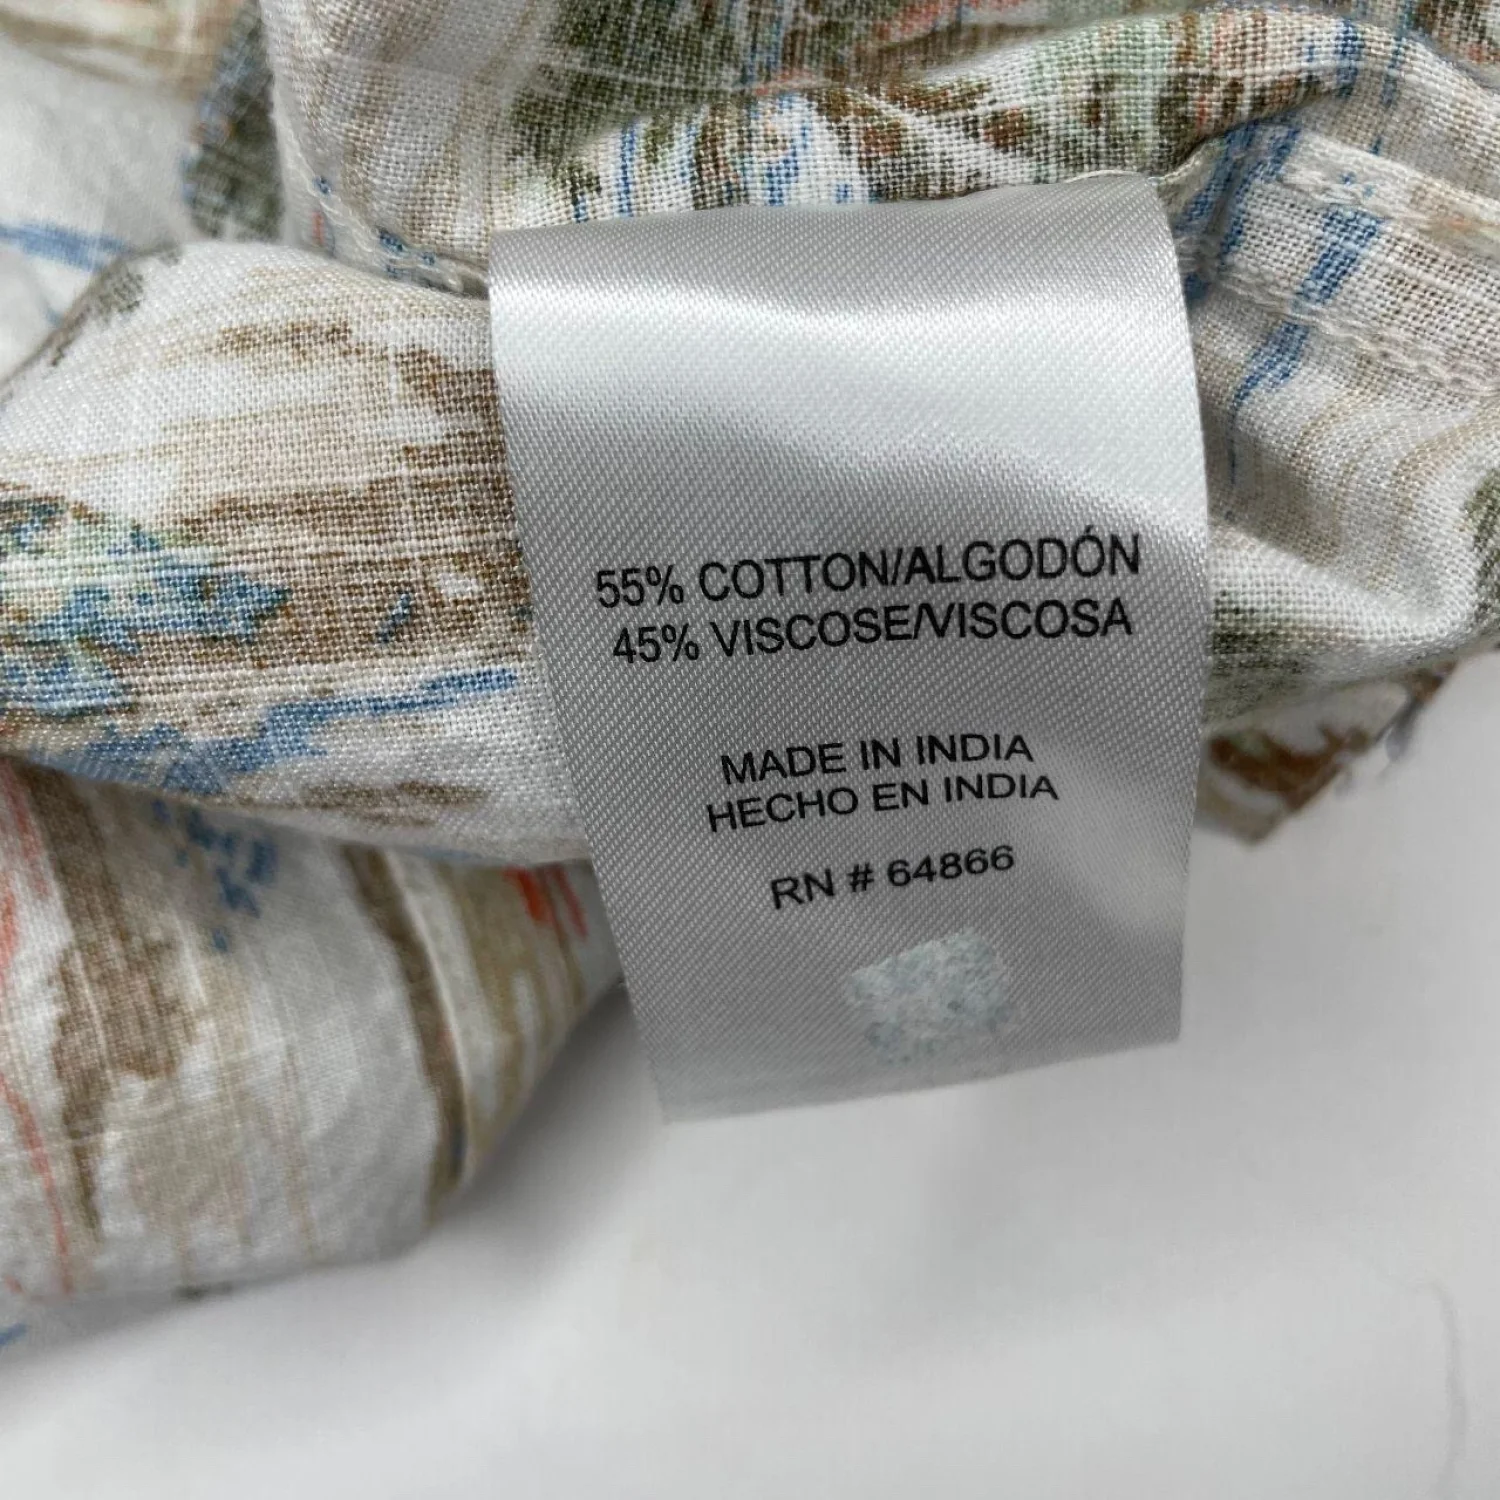 55% COTTON/ALGODÓN
45% VISCOSE/VISCOSA
MADE IN INDIA
HECHO EN INDIA
RN # 64866